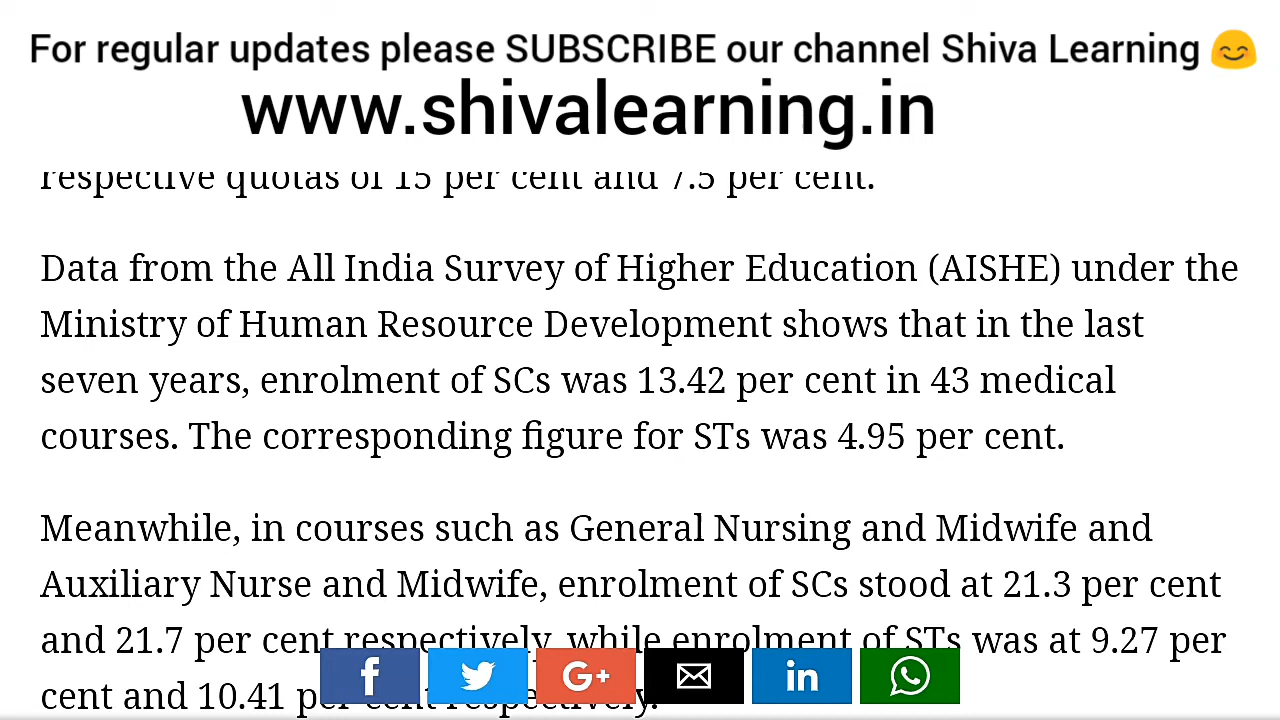 For regular updates please SUBSCRIBE our channel Shiva Learning 😊
www.shivalearning.in
respective quotas of 15 per cent and 7.5 per cent.
Data from the All India Survey of Higher Education (AISHE) under the
Ministry of Human Resource Development shows that in the last
seven years, enrolment of SCs was 13.42 per cent in 43 medical
courses. The corresponding figure for STs was 4.95 per cent.
Meanwhile, in courses such as General Nursing and Midwife and
Auxiliary Nurse and Midwife, enrolment of SCs stood at 21.3 per cent
and 21.7 per cent respectively, while enrolment of STs was at 9.27 per
cent and 10.41 per cent respectively.
f G+ in